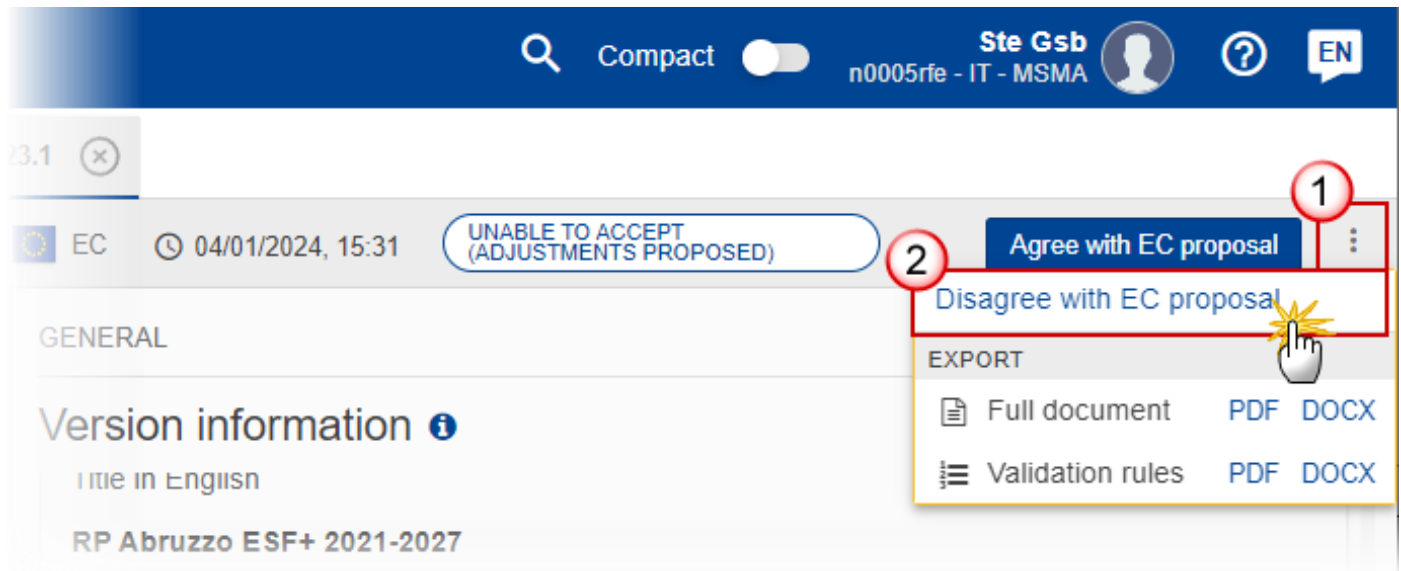 Ste Gsb
Compact
n0005rfe - IT - MSMA
EN
23.1
1
EC
04/01/2024, 15:31
UNABLE TO ACCEPT
(ADJUSTMENTS PROPOSED)
Agree with EC proposal
2
Disagree with EC proposal
GENERAL
EXPORT
Full document PDF DOCX
Version information
Validation rules PDF DOCX
Title in English
RP Abruzzo ESF+ 2021-2027